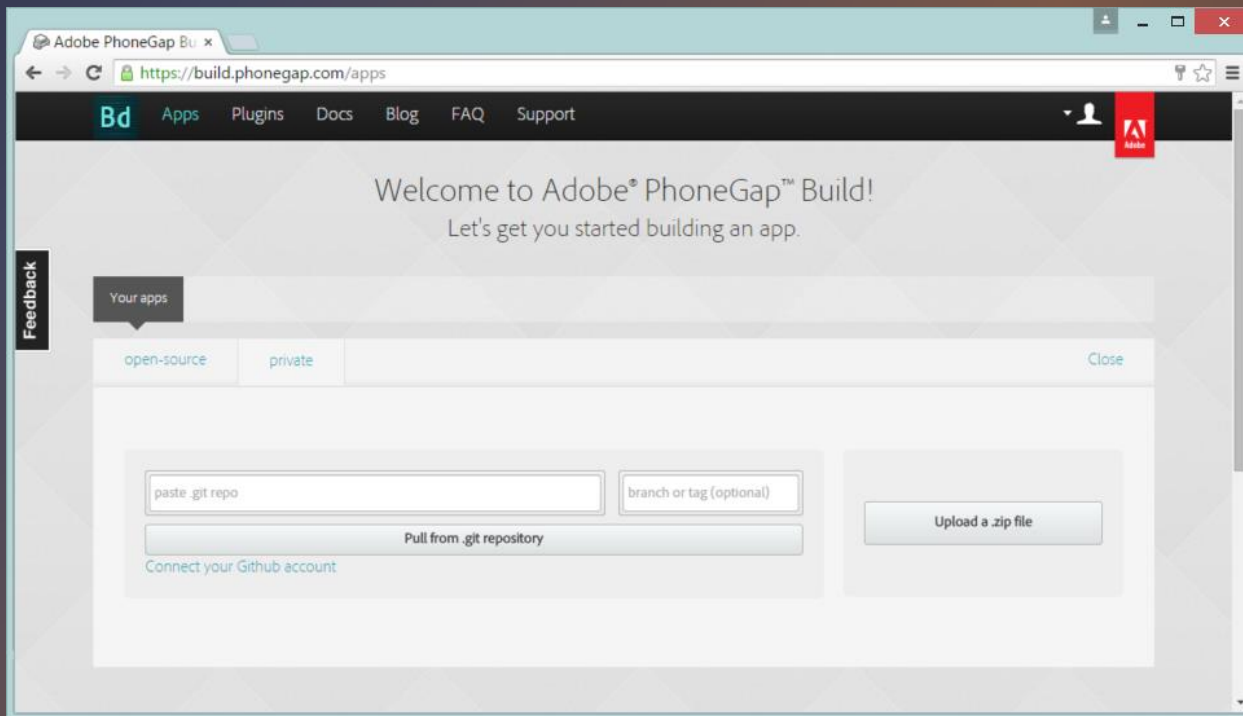 Adobe PhoneGap Bu
https://build.phonegap.com/apps
Bd Apps Plugins Docs Blog FAQ Support
Adobe
Welcome to Adobe® PhoneGap™ Build!
Let's get you started building an app.
Feedback
Your apps
open-source private Close
paste .git repo branch or tag (optional)
Upload a .zip file
Pull from .git repository
Connect your Github account